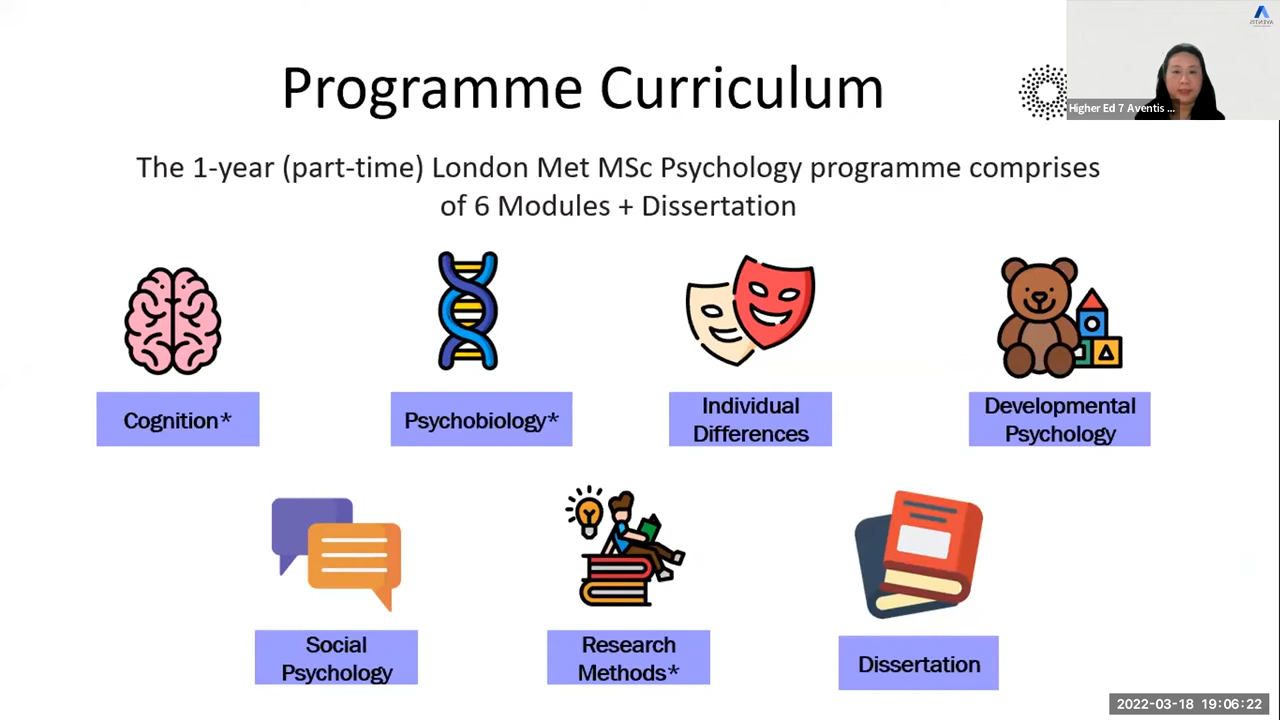 Programme Curriculum
Higher Ed 7 Aventis ...
The 1-year (part-time) London Met MSc Psychology programme comprises
of 6 Modules + Dissertation
Cognition*
Psychobiology*
Individual
Differences
Developmental
Psychology
Social
Psychology
Research
Methods*
Dissertation
2022-03-18 19:06:22